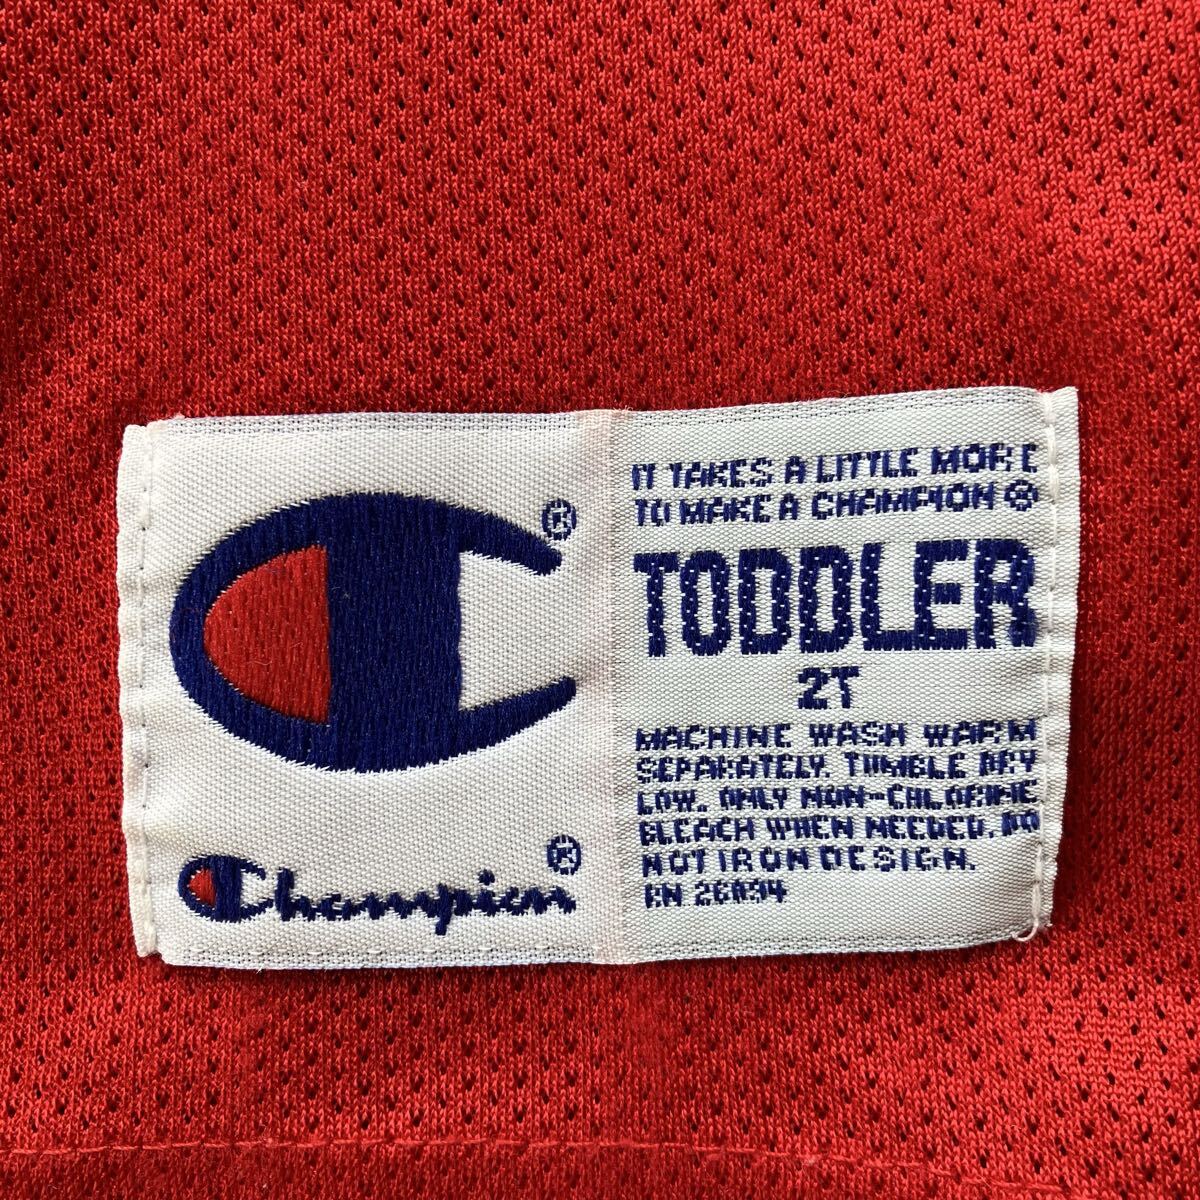 ®
Champion®
IT TAKES A LITTLE MORE
TO MAKE A CHAMPION ®
TODDLER
2T
MACHINE WASH WARM
SEPARATELY. TUMBLE DRY
LOW. ONLY NON-CHLORINE
BLEACH WHEN NEEDED. DO
NOT IRON DESIGN.
RN 26094